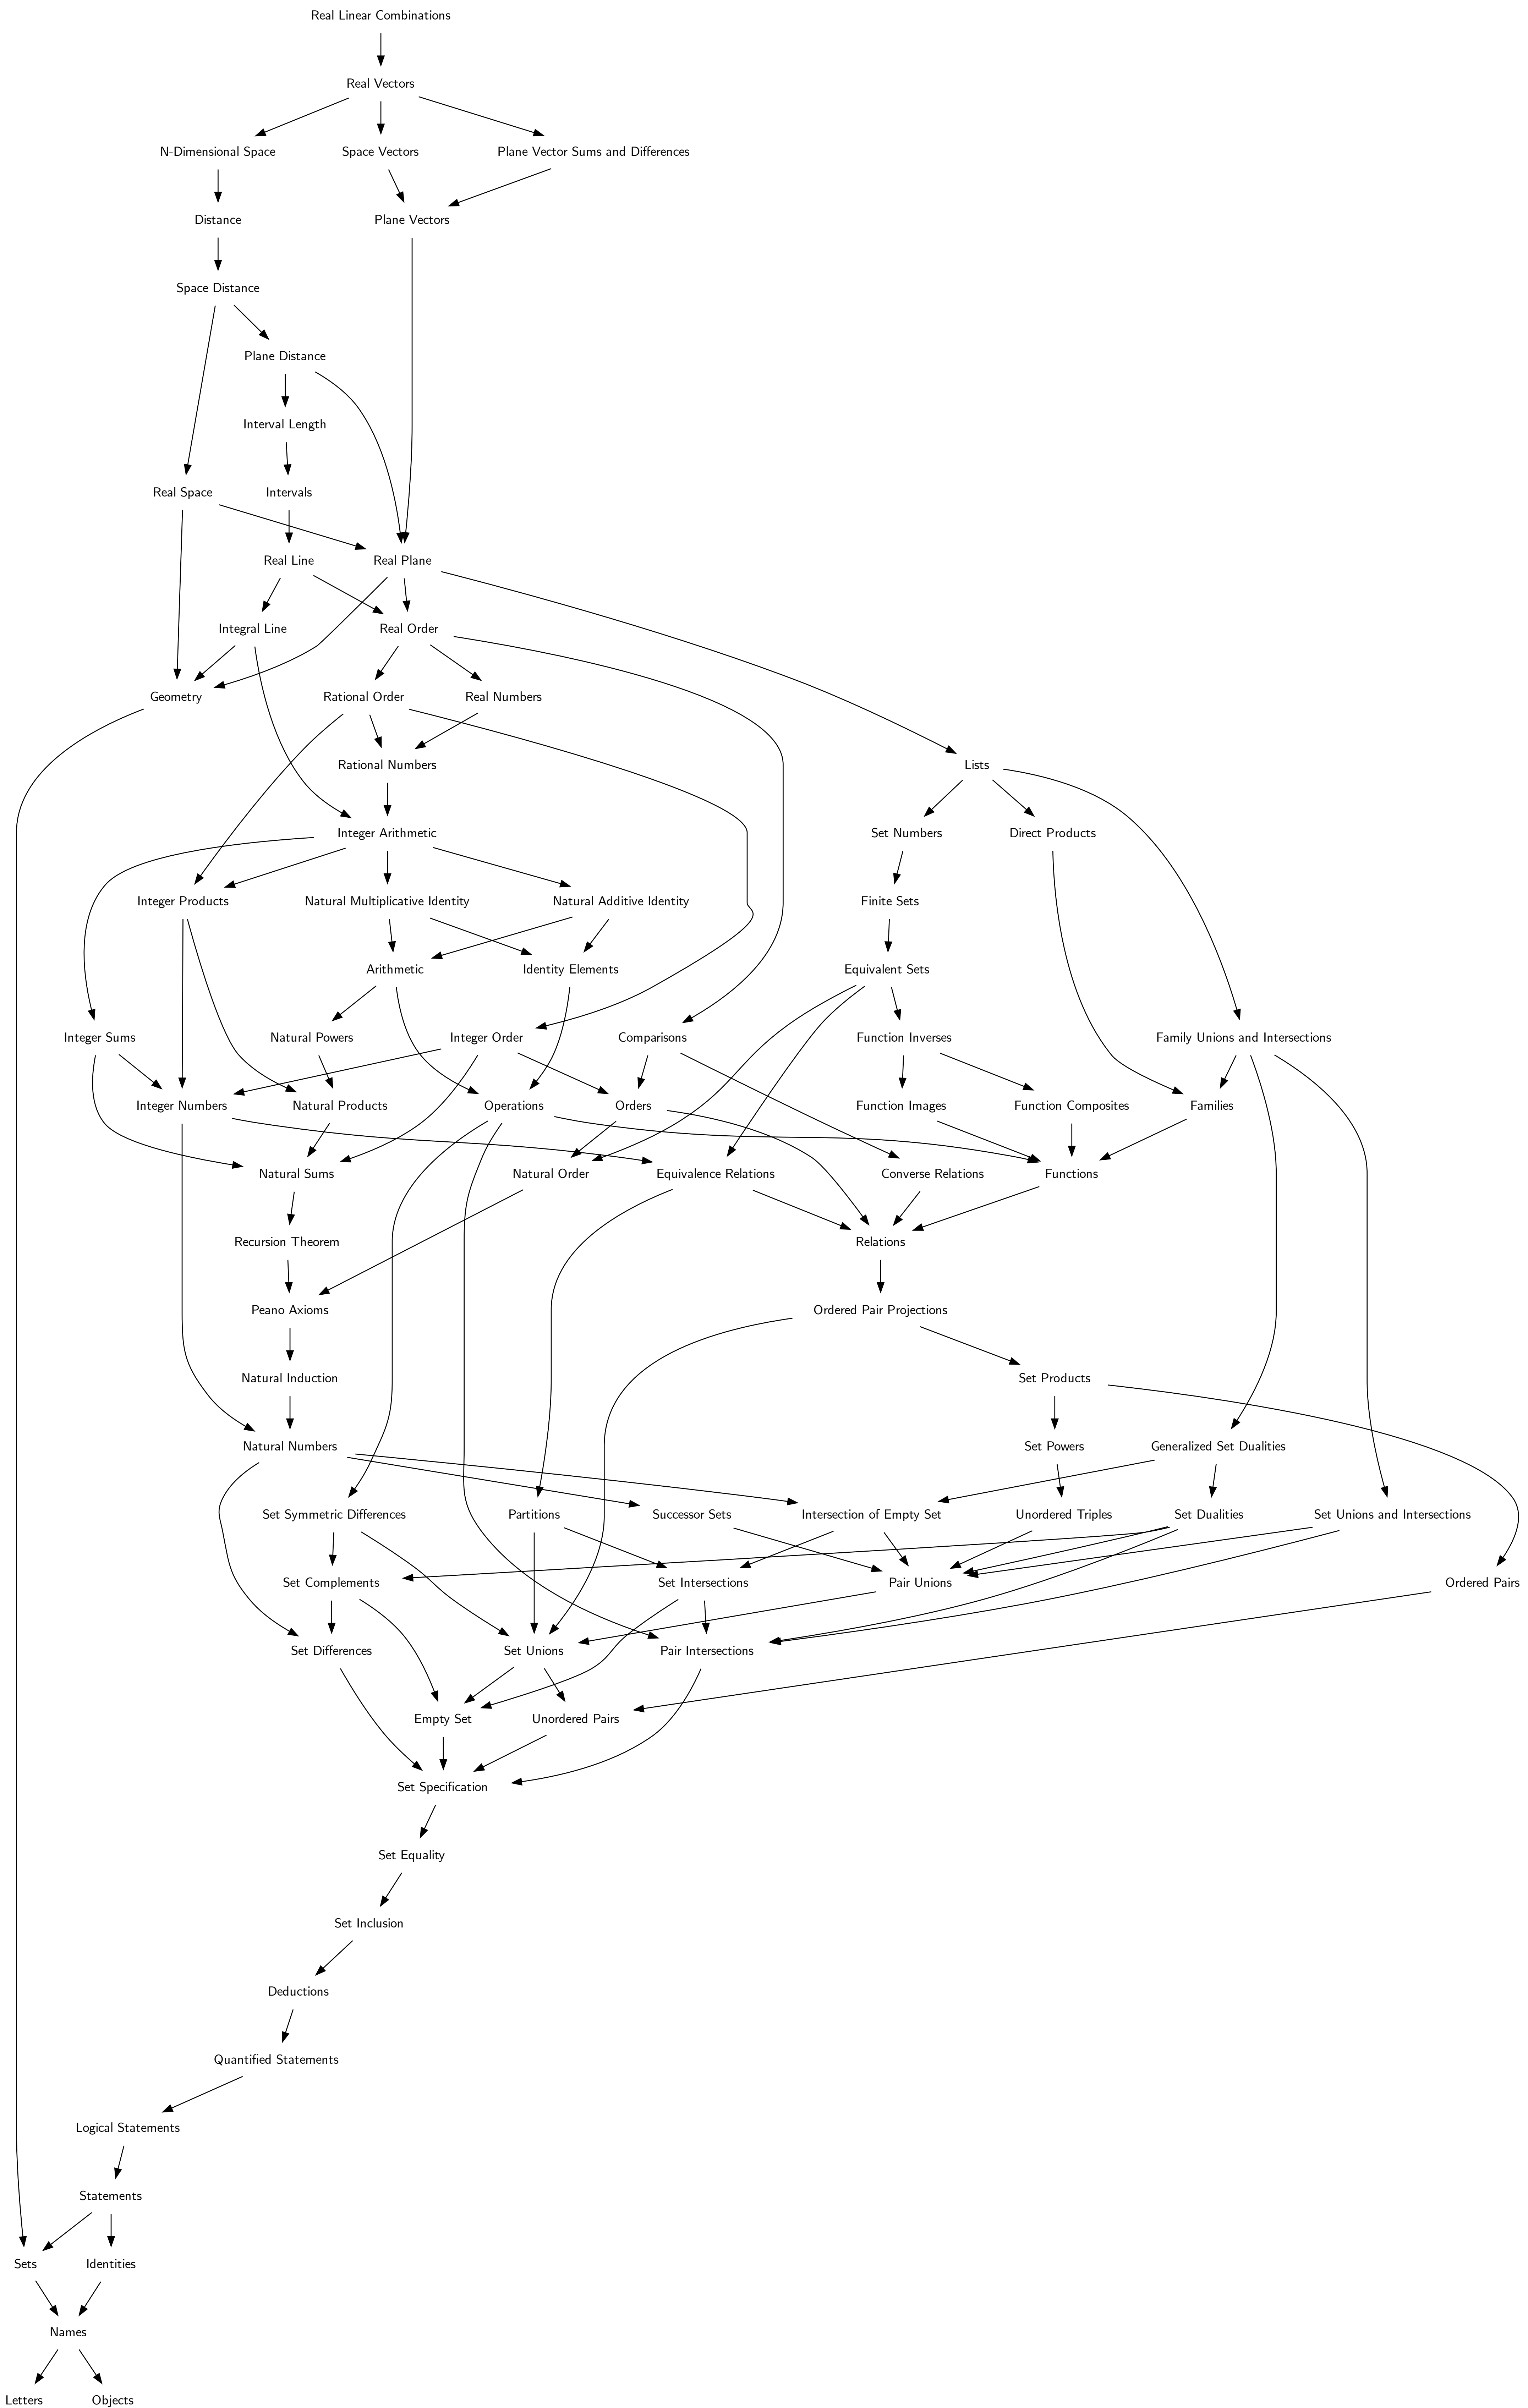 Real Linear Combinations
Real Vectors
N-Dimensional Space
Space Vectors
Plane Vector Sums and Differences
Distance
Plane Vectors
Space Distance
Plane Distance
Interval Length
Real Space
Intervals
Real Line
Real Plane
Integral Line
Real Order
Geometry
Rational Order
Real Numbers
Rational Numbers
Lists
Integer Arithmetic
Set Numbers
Direct Products
Integer Products
Natural Multiplicative Identity
Natural Additive Identity
Finite Sets
Arithmetic
Identity Elements
Equivalent Sets
Integer Sums
Natural Powers
Integer Order
Comparisons
Function Inverses
Family Unions and Intersections
Integer Numbers
Natural Products
Operations
Orders
Function Images
Function Composites
Families
Natural Sums
Natural Order
Equivalence Relations
Converse Relations
Functions
Recursion Theorem
Relations
Peano Axioms
Ordered Pair Projections
Natural Induction
Set Products
Natural Numbers
Set Powers
Generalized Set Dualities
Set Symmetric Differences
Partitions
Successor Sets
Intersection of Empty Set
Unordered Triples
Set Dualities
Set Unions and Intersections
Set Complements
Set Intersections
Pair Unions
Ordered Pairs
Set Differences
Set Unions
Pair Intersections
Empty Set
Unordered Pairs
Set Specification
Set Equality
Set Inclusion
Deductions
Quantified Statements
Logical Statements
Statements
Sets
Identities
Names
Letters
Objects